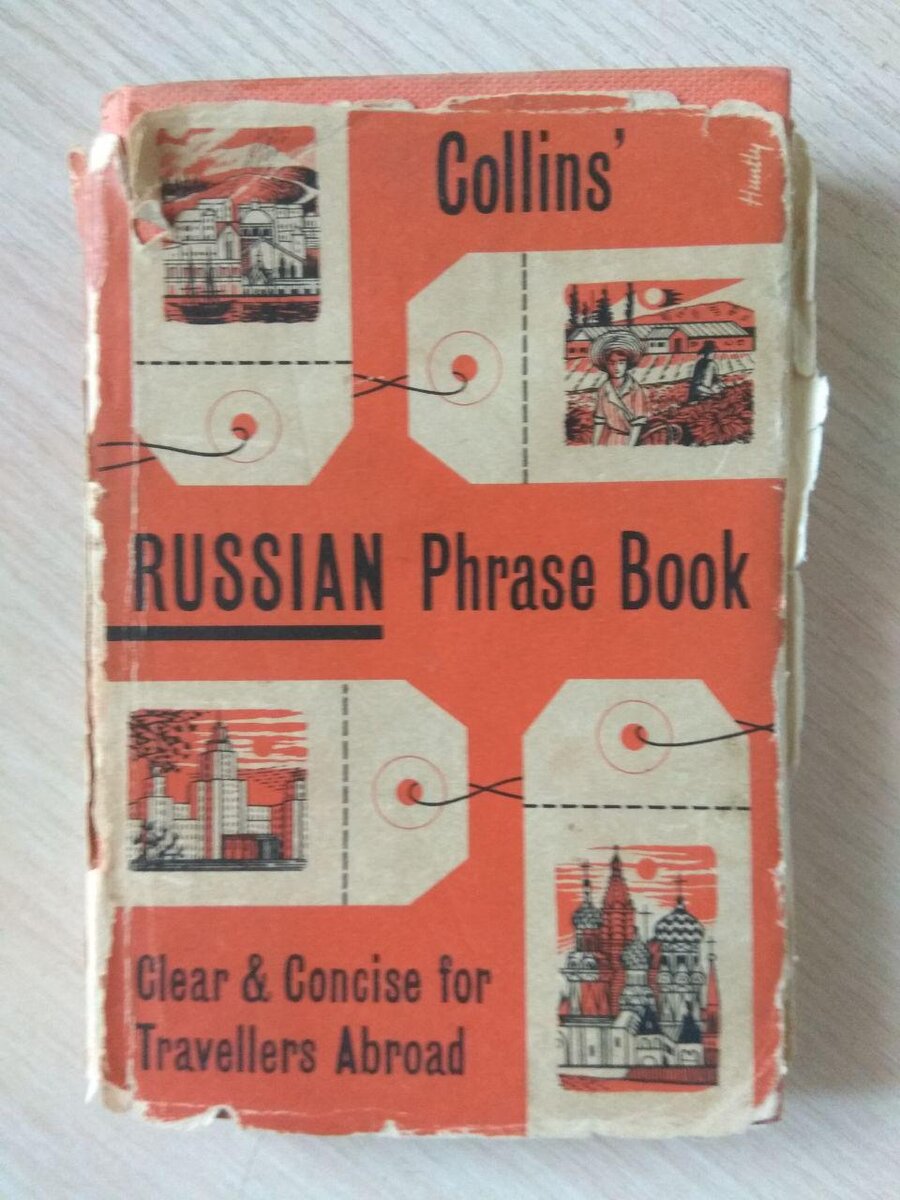 Collins'
Huntly
RUSSIAN Phrase Book
Clear & Concise for
Travellers Abroad